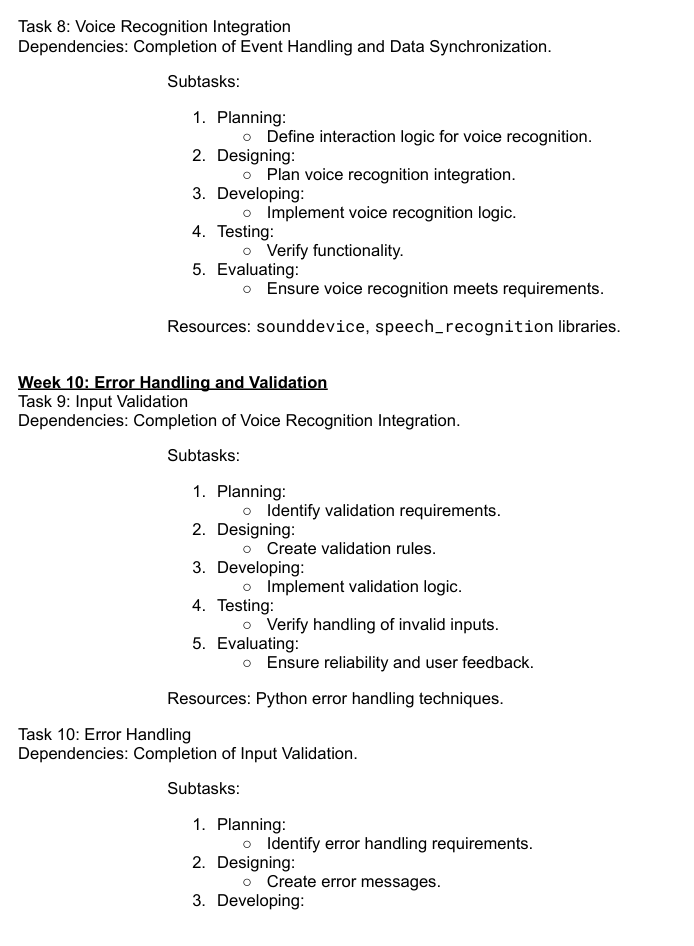 Task 8: Voice Recognition Integration
Dependencies: Completion of Event Handling and Data Synchronization.
Subtasks:
1. Planning:
○ Define interaction logic for voice recognition.
2. Designing:
○ Plan voice recognition integration.
3. Developing:
○ Implement voice recognition logic.
4. Testing:
○ Verify functionality.
5. Evaluating:
○ Ensure voice recognition meets requirements.
Resources: sounddevice, speech_recognition libraries.
Week 10: Error Handling and Validation
Task 9: Input Validation
Dependencies: Completion of Voice Recognition Integration.
Subtasks:
1. Planning:
○ Identify validation requirements.
2. Designing:
○ Create validation rules.
3. Developing:
○ Implement validation logic.
4. Testing:
○ Verify handling of invalid inputs.
5. Evaluating:
○ Ensure reliability and user feedback.
Resources: Python error handling techniques.
Task 10: Error Handling
Dependencies: Completion of Input Validation.
Subtasks:
1. Planning:
○ Identify error handling requirements.
2. Designing:
○ Create error messages.
3. Developing: